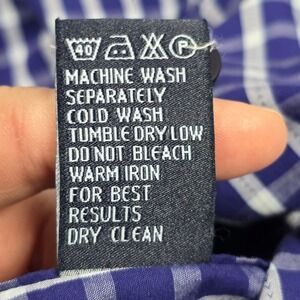 40 P
MACHINE WASH
SEPARATELY
COLD WASH
TUMBLE DRY LOW
DO NOT BLEACH
WARM IRON
FOR BEST
RESULTS
DRY CLEAN